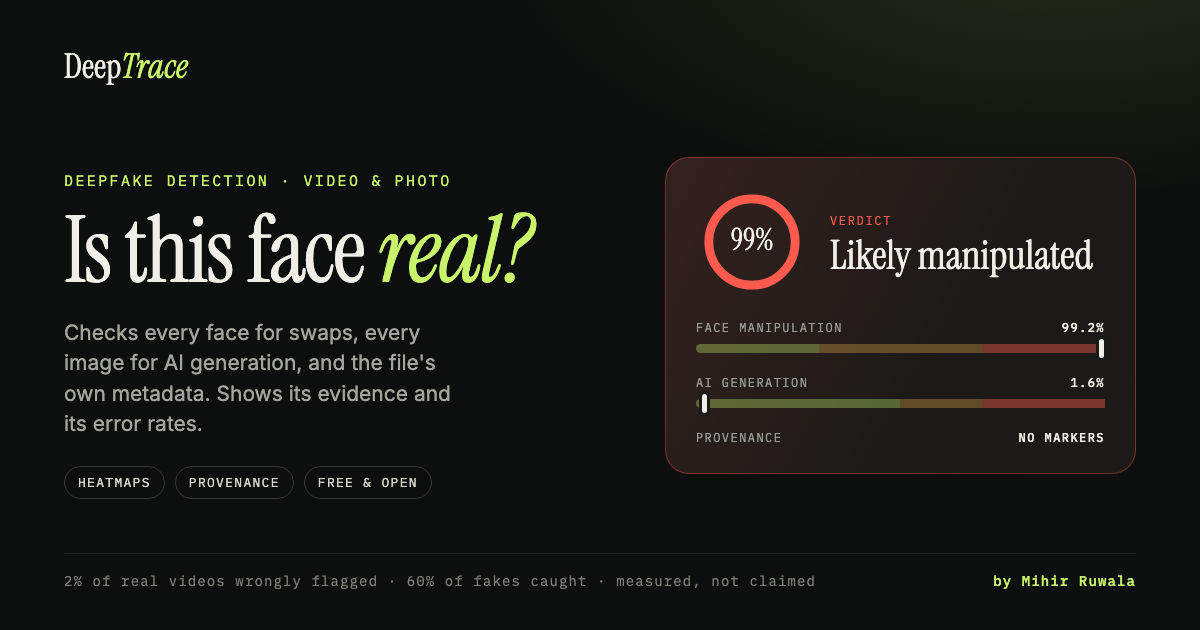 DeepTrace
DEEPFAKE DETECTION · VIDEO & PHOTO
Is this face real?
Checks every face for swaps, every
image for AI generation, and the file's
own metadata. Shows its evidence and
its error rates.
HEATMAPS
PROVENANCE
FREE & OPEN
99%
VERDICT
Likely manipulated
FACE MANIPULATION 99.2%
AI GENERATION 1.6%
PROVENANCE NO MARKERS
2% of real videos wrongly flagged · 60% of fakes caught · measured, not claimed
by Mihir Ruwala